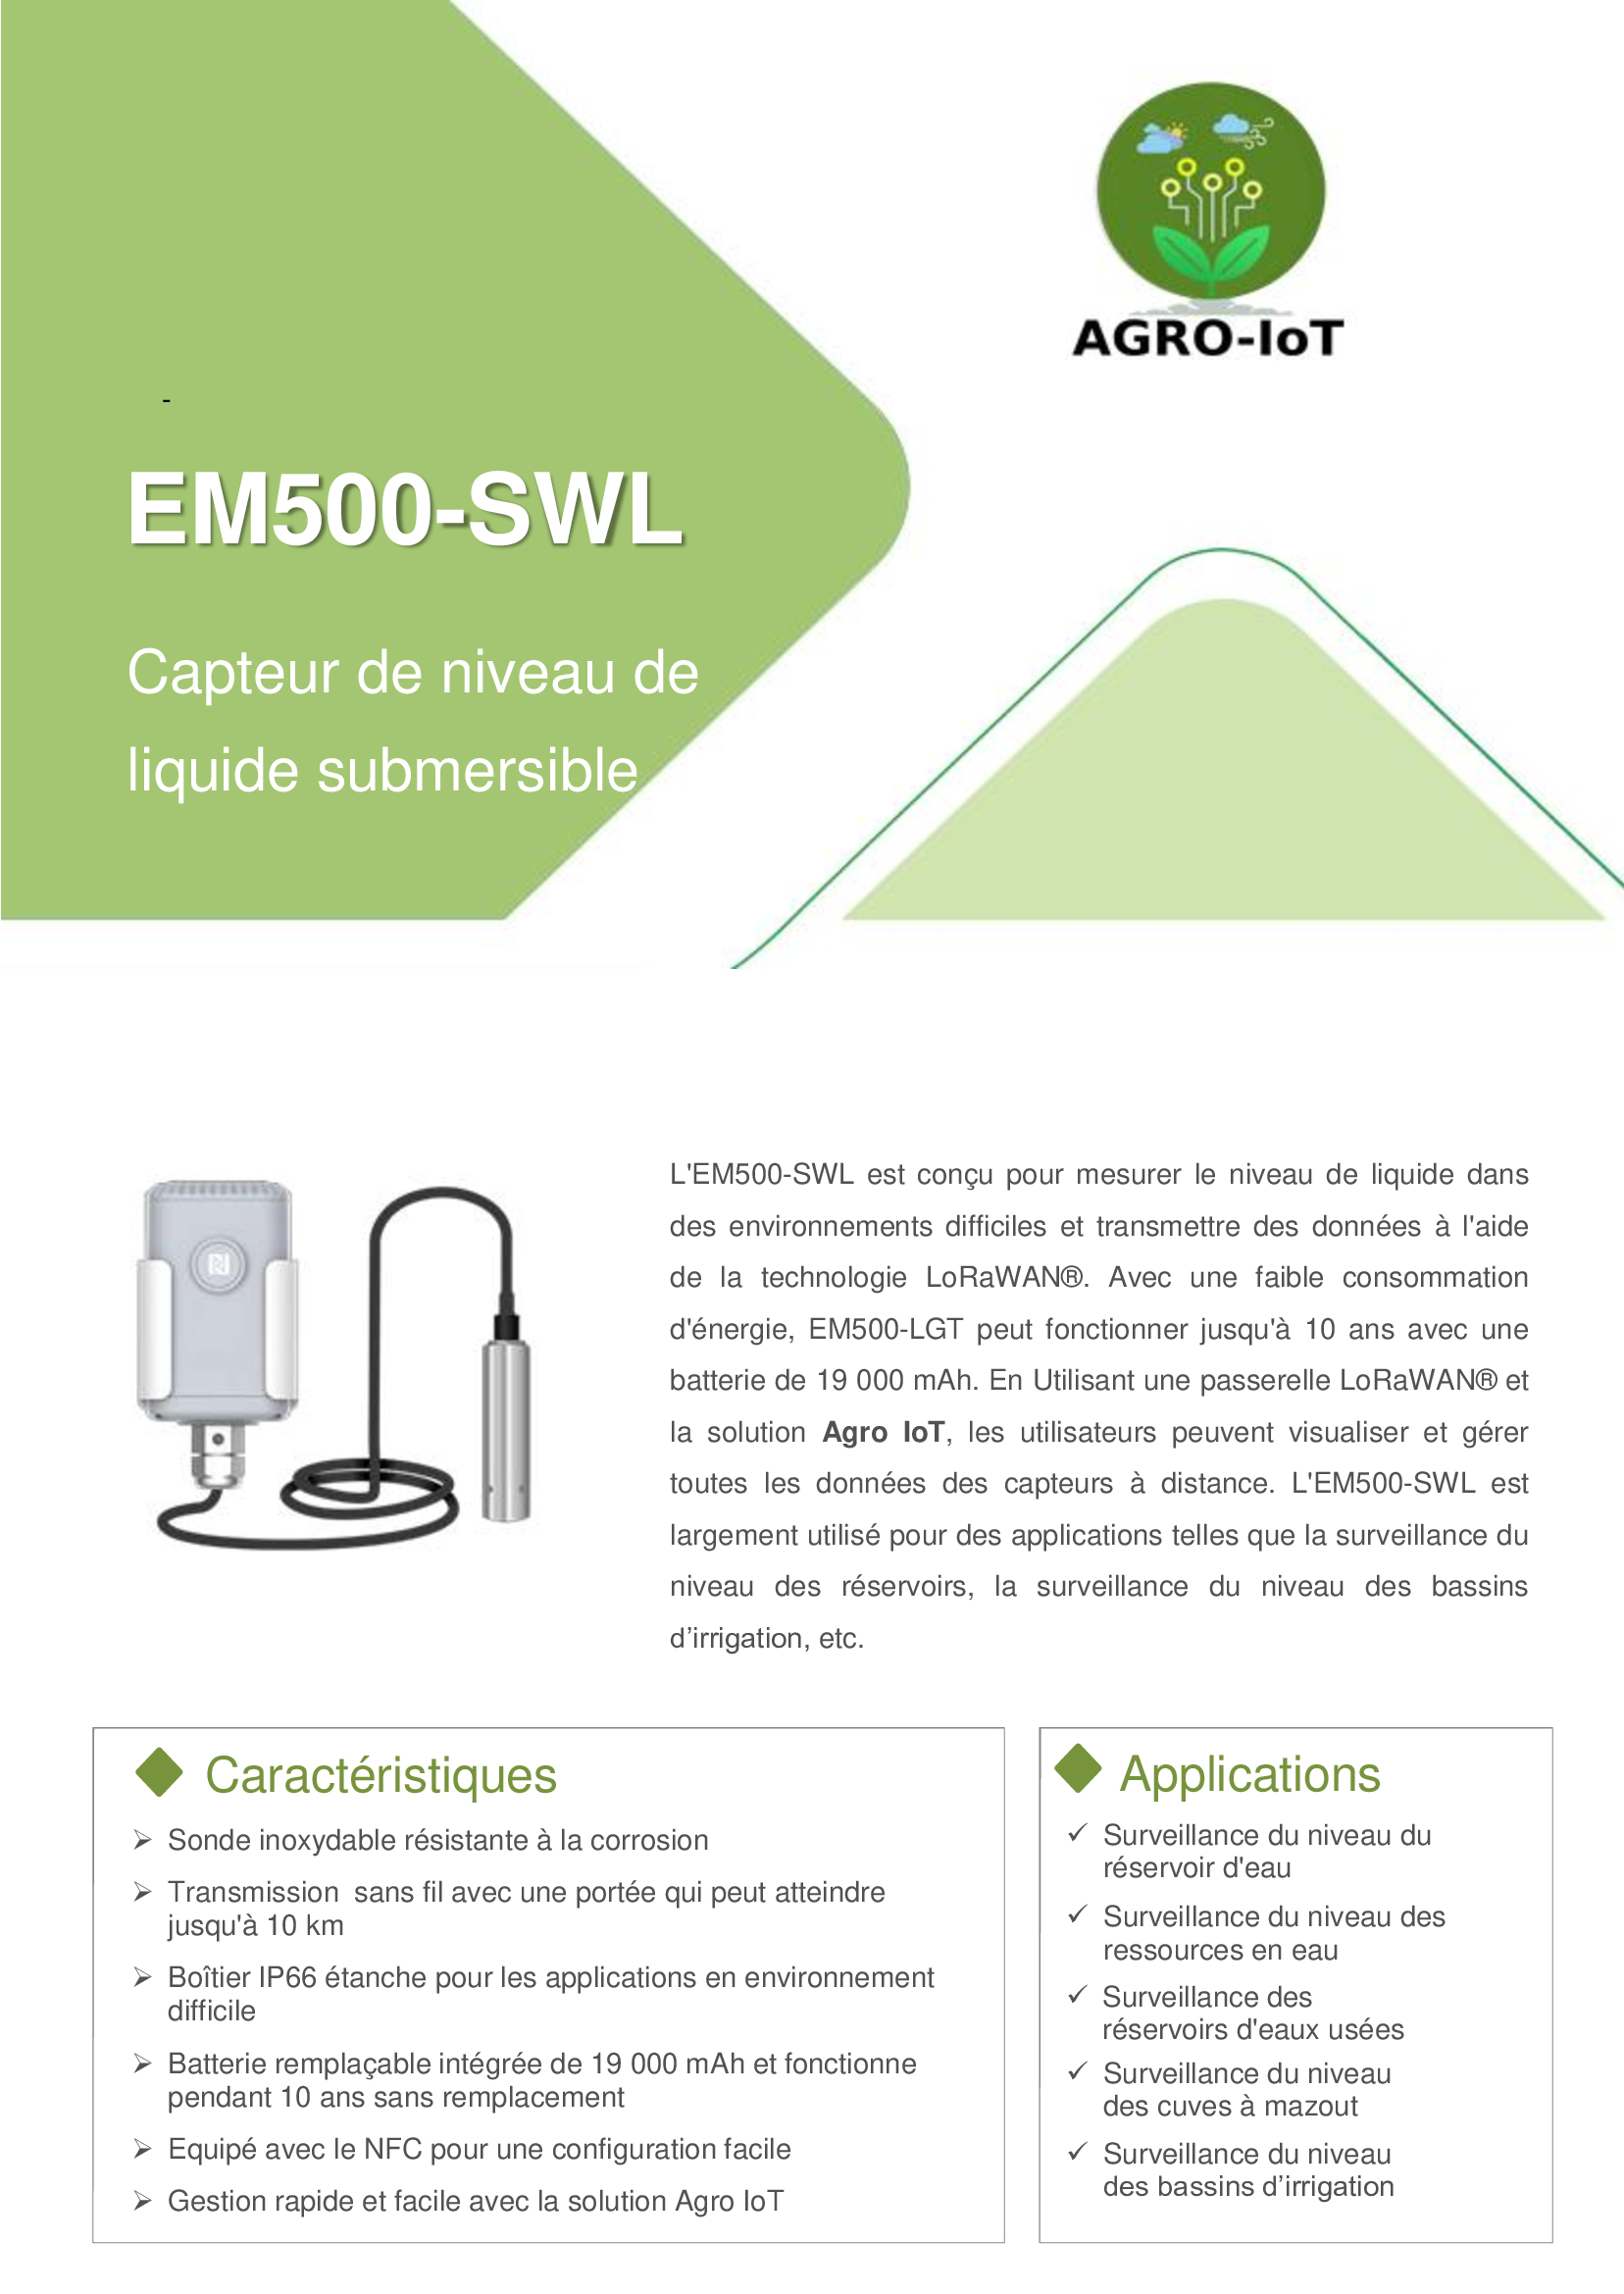 AGRO-IoT
-
EM500-SWL
Capteur de niveau de
liquide submersible
L'EM500-SWL est conçu pour mesurer le niveau de liquide dans
des environnements difficiles et transmettre des données à l'aide
de la technologie LoRaWAN®. Avec une faible consommation
d'énergie, EM500-LGT peut fonctionner jusqu'à 10 ans avec une
batterie de 19 000 mAh. En Utilisant une passerelle LoRaWAN® et
la solution Agro IoT, les utilisateurs peuvent visualiser et gérer
toutes les données des capteurs à distance. L'EM500-SWL est
largement utilisé pour des applications telles que la surveillance du
niveau des réservoirs, la surveillance du niveau des bassins
d’irrigation, etc.
Caractéristiques
➢ Sonde inoxydable résistante à la corrosion
➢ Transmission  sans fil avec une portée qui peut atteindre
jusqu'à 10 km
➢ Boîtier IP66 étanche pour les applications en environnement
difficile
➢ Batterie remplaçable intégrée de 19 000 mAh et fonctionne
pendant 10 ans sans remplacement
➢ Equipé avec le NFC pour une configuration facile
➢ Gestion rapide et facile avec la solution Agro IoT
Applications
✓ Surveillance du niveau du
réservoir d'eau
✓ Surveillance du niveau des
ressources en eau
✓ Surveillance des
réservoirs d'eaux usées
✓ Surveillance du niveau
des cuves à mazout
✓ Surveillance du niveau
des bassins d’irrigation